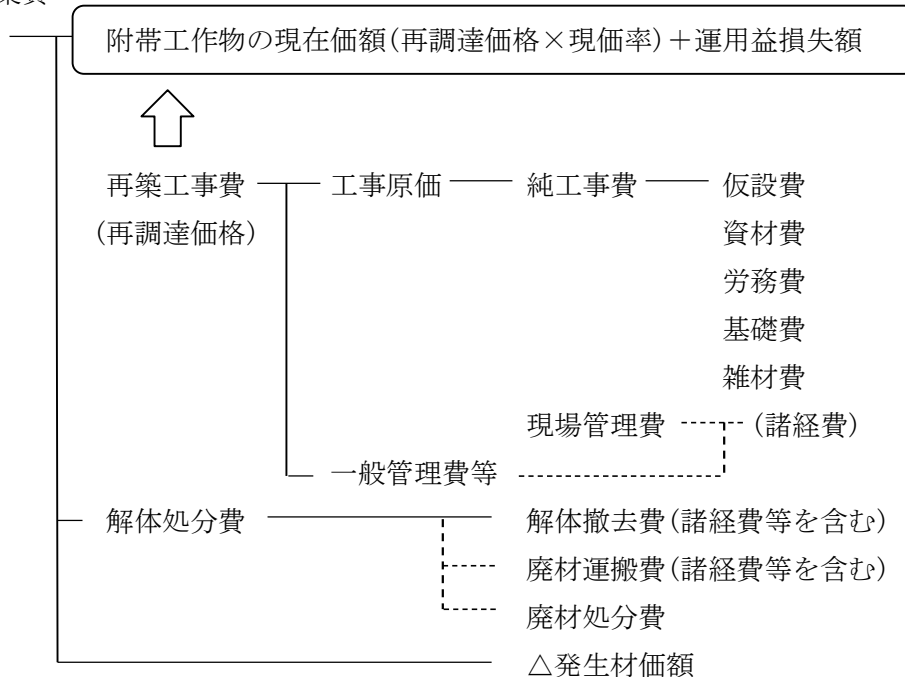 附帯工作物の現在価額(再調達価格×現価率)＋運用益損失額
再築工事費 工事原価 純工事費 仮設費
(再調達価格) 資材費
労務費
基礎費
雑材費
現場管理費 (諸経費)
一般管理費等
解体処分費 解体撤去費(諸経費等を含む)
廃材運搬費(諸経費等を含む)
廃材処分費
△発生材価額